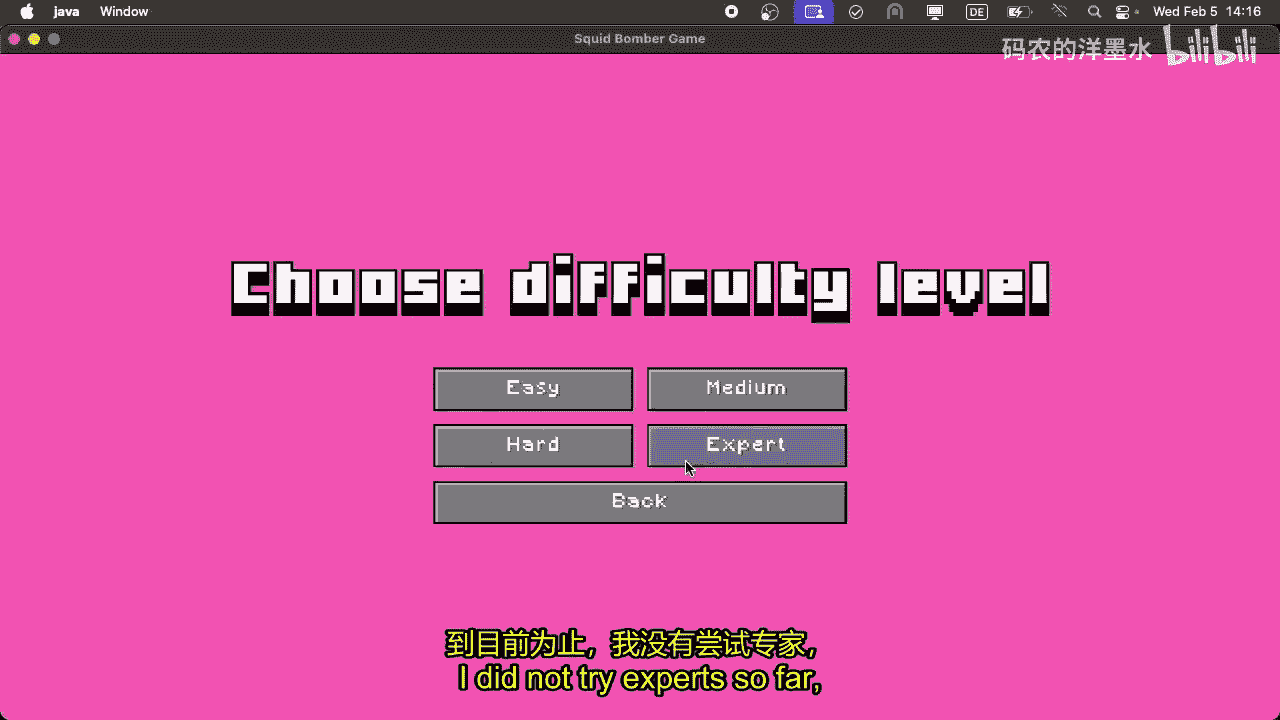 java Window DE Wed Feb 5 14:16
Squid Bomber Game
码农的洋墨水 bilibili
Choose difficulty level
Easy Medium
Hard Expert
Back
到目前为止，我没有尝试专家，
I did not try experts so far,